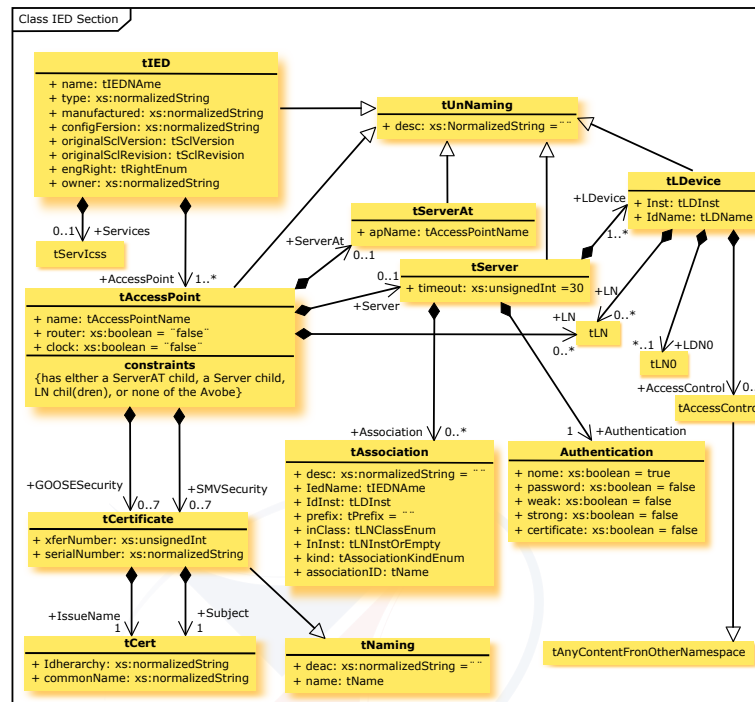 Class IED Section
tIED
+ name: tIEDNAme
+ type: xs:normalizedString
+ manufactured: xs:normalizedString
+ configFersion: xs:normalizedString
+ originalSclVersion: tSclVersion
+ originalSclRevision: tSclRevision
+ engRight: tRightEnum
+ owner: xs:normalizedString
tUnNaming
+ desc: xs:NormalizedString =¨¨
tLDevice
+ Inst: tLDInst
+ IdName: tLDName
+LDevice
1..*
tServerAt
+ apName: tAccessPointName
+ServerAt
0..1
0..1
+Services
tServIcss
+AccessPoint
1..*
tServer
+ timeout: xs:unsignedInt =30
0..1
+Server
tAccessPoint
+ name: tAccessPointName
+ router: xs:boolean = ¨false¨
+ clock: xs:boolean = ¨false¨
constraints
{has either a ServerAT child, a Server child,
LN chil(dren), or none of the Avobe}
+LN
0..*
+LN
0..*
tLN
*..1
+LDN0
tLN0
+AccessControl
0..
tAccessControl
+Association
0..*
1
+Authentication
tAssociation
+ desc: xs:normalizedString = ¨¨
+ IedName: tIEDNAme
+ IdInst: tLDInst
+ prefix: tPrefix = ¨¨
+ inClass: tLNClassEnum
+ InInst: tLNInstOrEmpty
+ kind: tAssociationKindEnum
+ associationID: tName
Authentication
+ nome: xs:boolean = true
+ password: xs:boolean = false
+ weak: xs:boolean = false
+ strong: xs:boolean = false
+ certificate: xs:boolean = false
+GOOSESecurity
0..7
+SMVSecurity
0..7
tCertificate
+ xferNumber: xs:unsignedInt
+ serialNumber: xs:normalizedString
+IssueName
1
+Subject
1
tCert
+ Idherarchy: xs:normalizedString
+ commonName: xs:normalizedString
tNaming
+ deac: xs:normalizedString =¨¨
+ name: tName
tAnyContentFronOtherNamespace